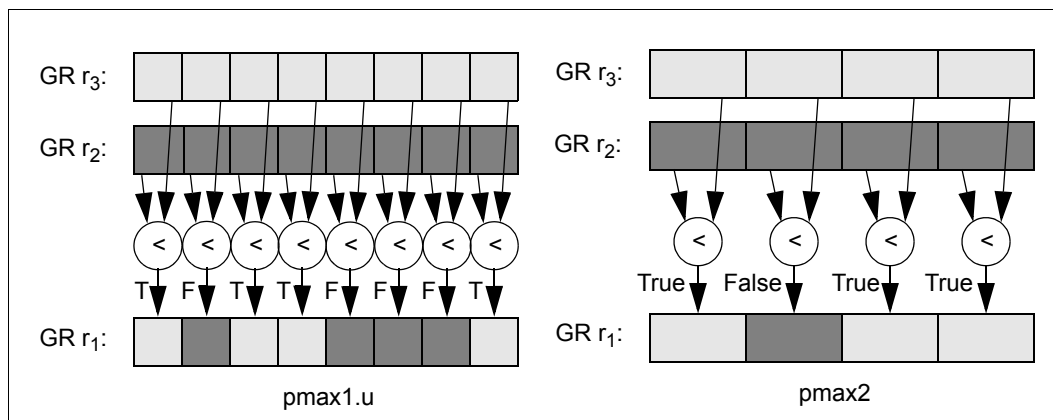 GR r3:
GR r2:
< < < < < < < <
T F T T F F F T
GR r1:
pmax1.u
GR r3:
GR r2:
< < < <
True False True True
GR r1:
pmax2